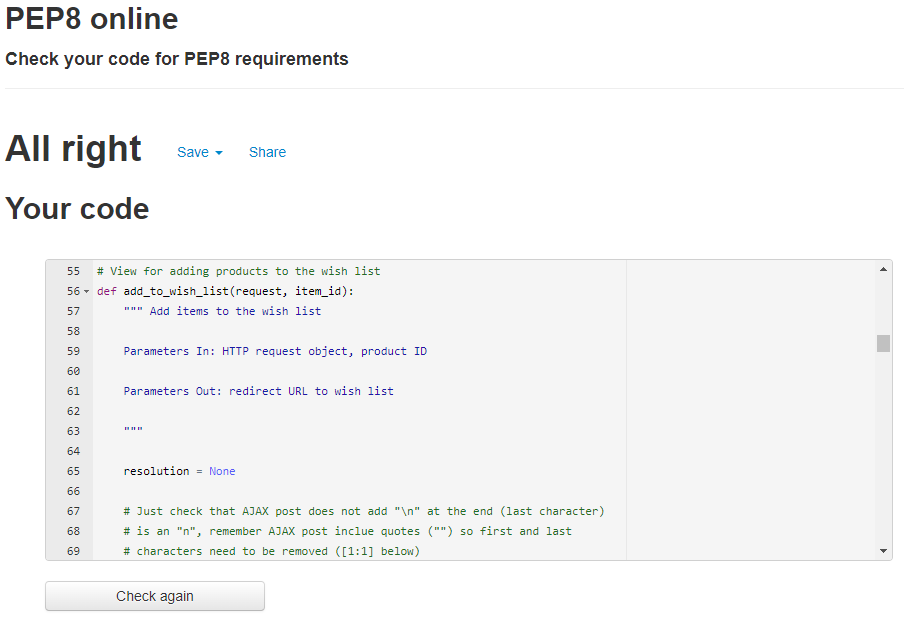 PEP8 online
Check your code for PEP8 requirements
All right Save Share
Your code
55 # View for adding products to the wish list
56 def add_to_wish_list(request, item_id):
57 """ Add items to the wish list
58
59 Parameters In: HTTP request object, product ID
60
61 Parameters Out: redirect URL to wish list
62
63 """
64
65 resolution = None
66
67 # Just check that AJAX post does not add "\n" at the end (last character)
68 # is an "n", remember AJAX post inclue quotes ("") so first and last
69 # characters need to be removed ([1:1] below)
Check again